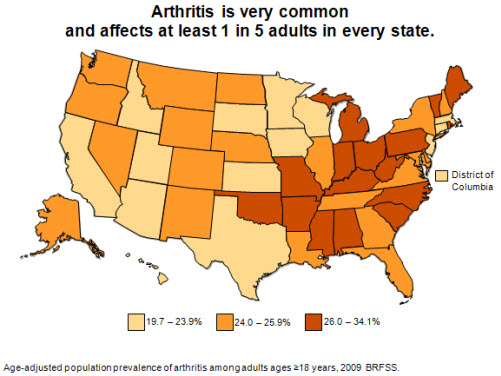 Arthritis is very common
and affects at least 1 in 5 adults in every state.
District of
Columbia
19.7 – 23.9%
24.0 – 25.9%
26.0 – 34.1%
Age-adjusted population prevalence of arthritis among adults ages ≥18 years, 2009 BRFSS.